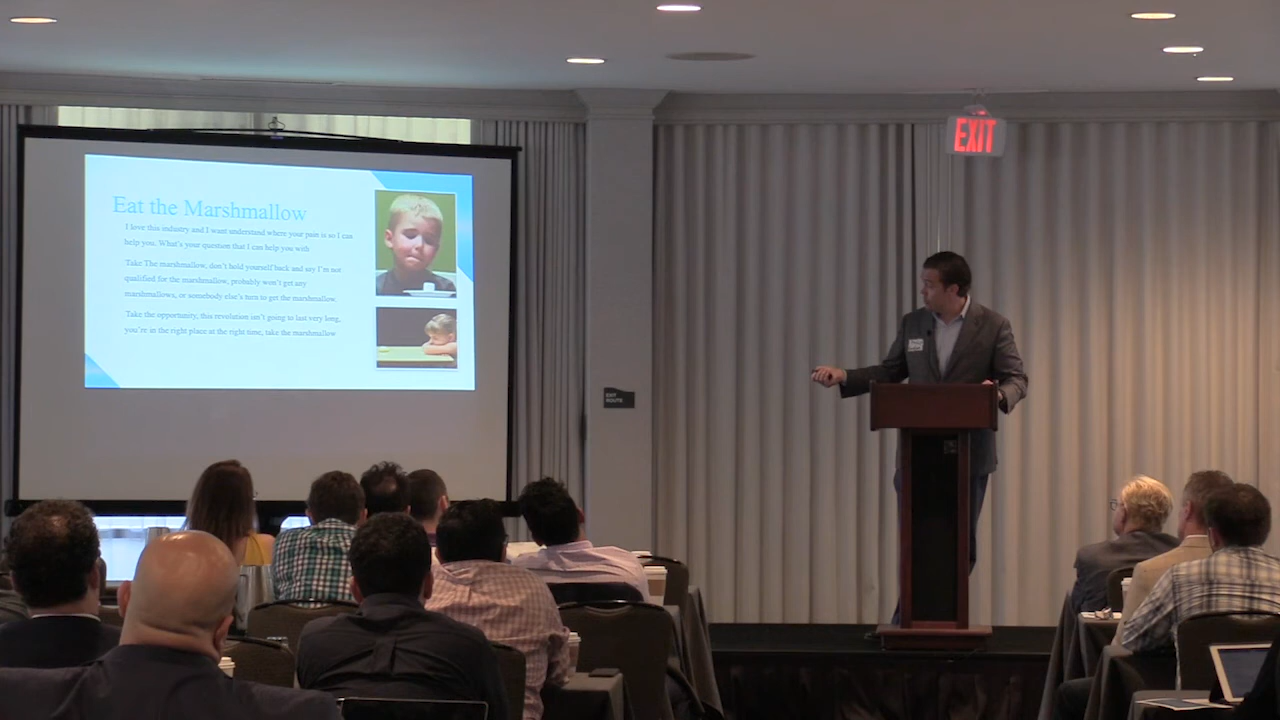 EXIT
Eat the Marshmallow
I love this industry and I want understand where your pain is so I can
help you. What's your question that I can help you with
Take The marshmallow, don't hold yourself back and say I'm not
qualified for the marshmallow, probably won't get any
marshmallows, or somebody else's turn to get the marshmallow.
Take the opportunity, this revolution isn't going to last very long,
you're in the right place at the right time, take the marshmallow
EXIT
ROUTE